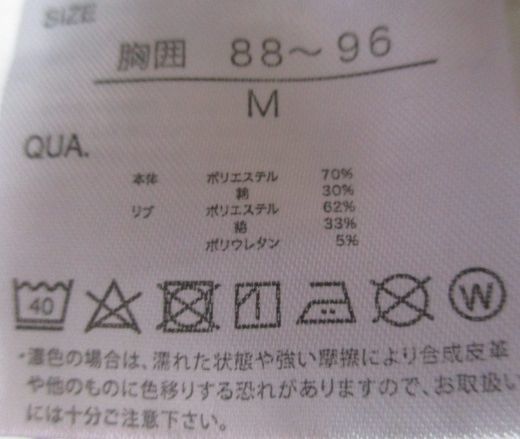 SIZE
胸囲 88～96
M
QUA.
本体 ポリエステル 70%
綿 30%
リブ ポリエステル 62%
綿 33%
ポリウレタン 5%
40 W
・濃色の場合は、濡れた状態や強い摩擦により合成皮革
や他のものに色移りする恐れがありますので、お取扱い
には十分ご注意下さい。